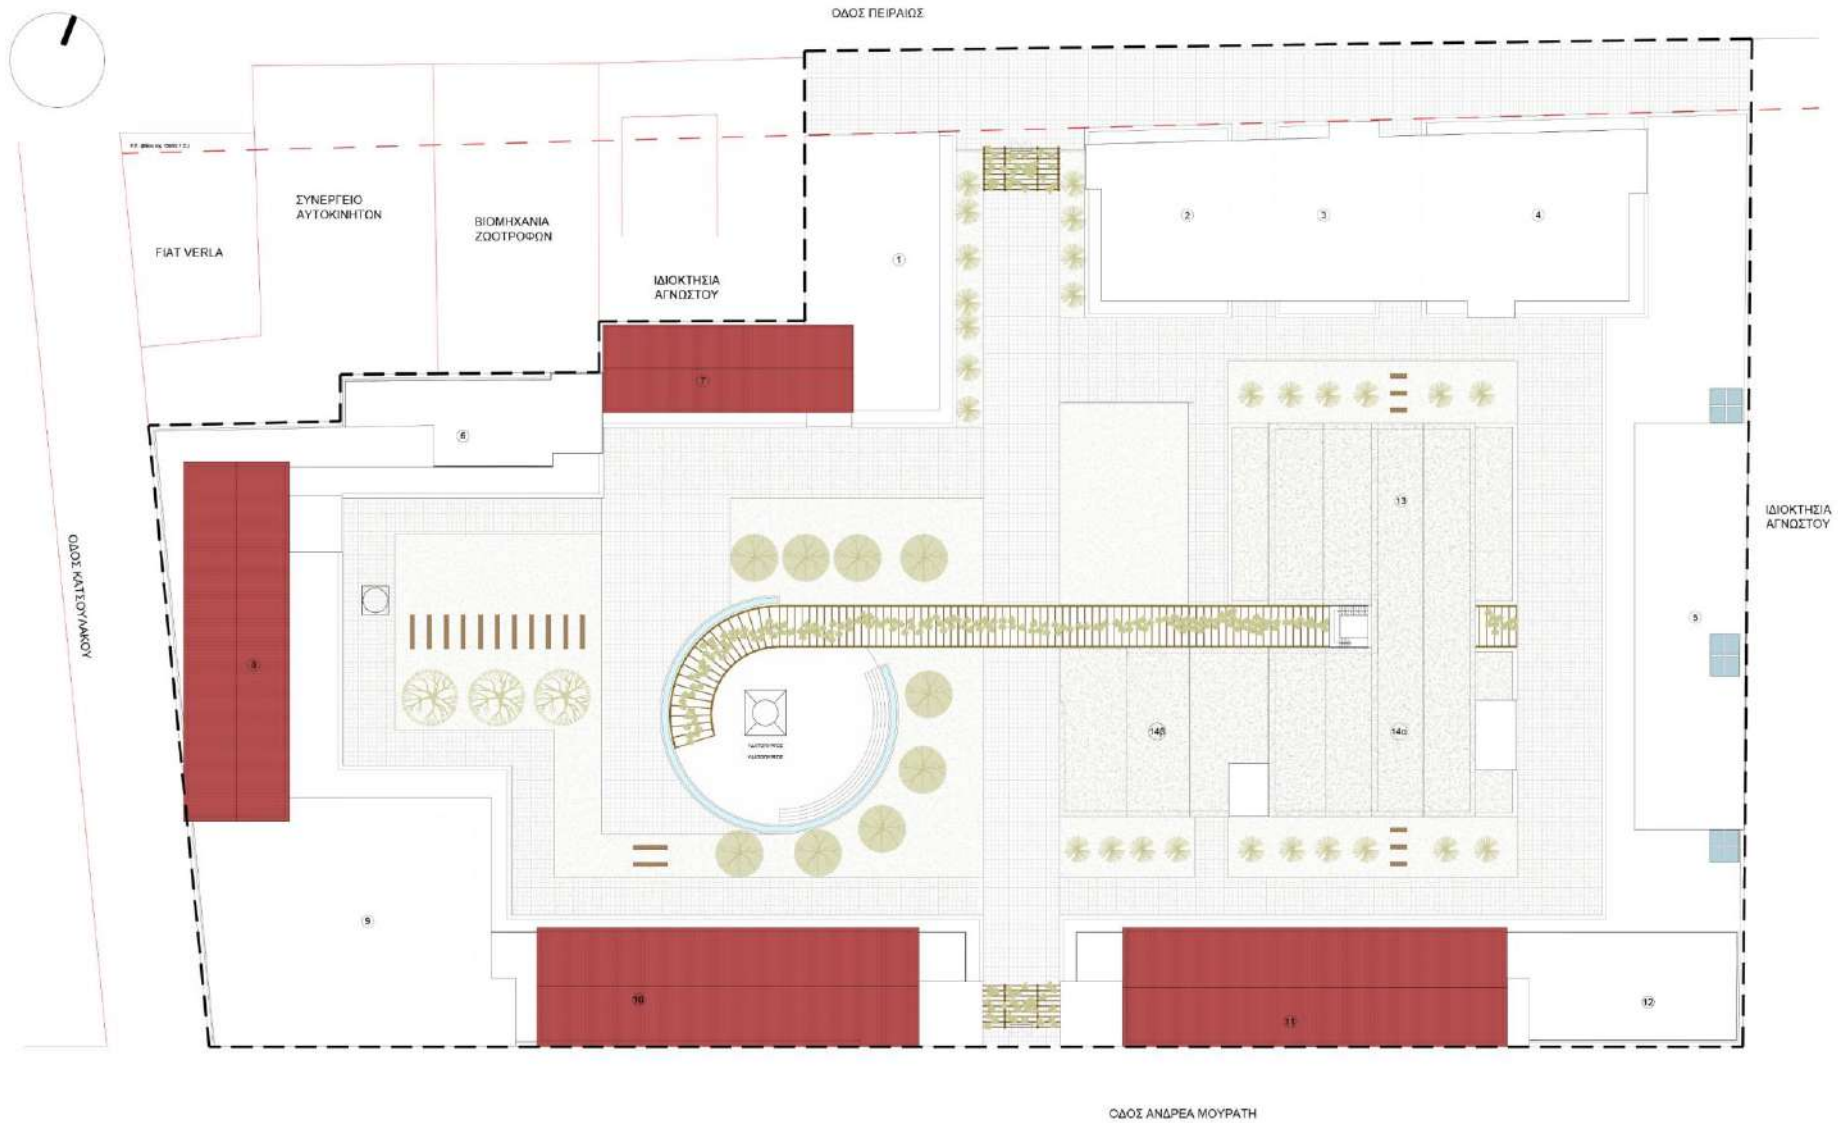 ΟΔΟΣ ΠΕΙΡΑΙΩΣ
ΣΥΝΕΡΓΕΙΟ
ΑΥΤΟΚΙΝΗΤΩΝ
ΒΙΟΜΗΧΑΝΙΑ
ΖΩΟΤΡΟΦΩΝ
FIAT VERLA
ΙΔΙΟΚΤΗΣΙΑ
ΑΓΝΩΣΤΟΥ
1
2
3
4
7
6
13
ΙΔΙΟΚΤΗΣΙΑ
ΑΓΝΩΣΤΟΥ
ΟΔΟΣ ΚΑΤΣΟΥΛΑΚΟΥ
8
5
14β
14α
9
10
11
12
ΟΔΟΣ ΑΝΔΡΕΑ ΜΟΥΡΑΤΗ